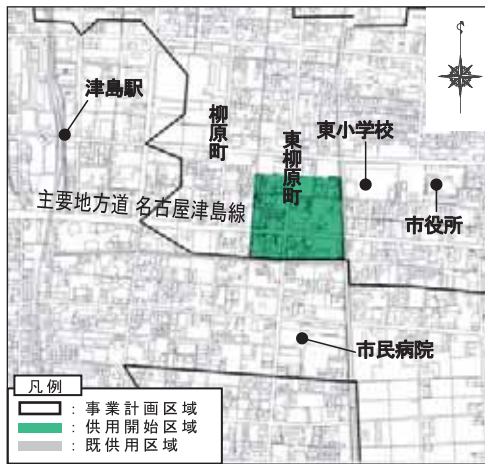 津島駅
柳原町
東柳原町
東小学校
市役所
主要地方道 名古屋津島線
市民病院
凡例
：事業計画区域
：供用開始区域
：既供用区域